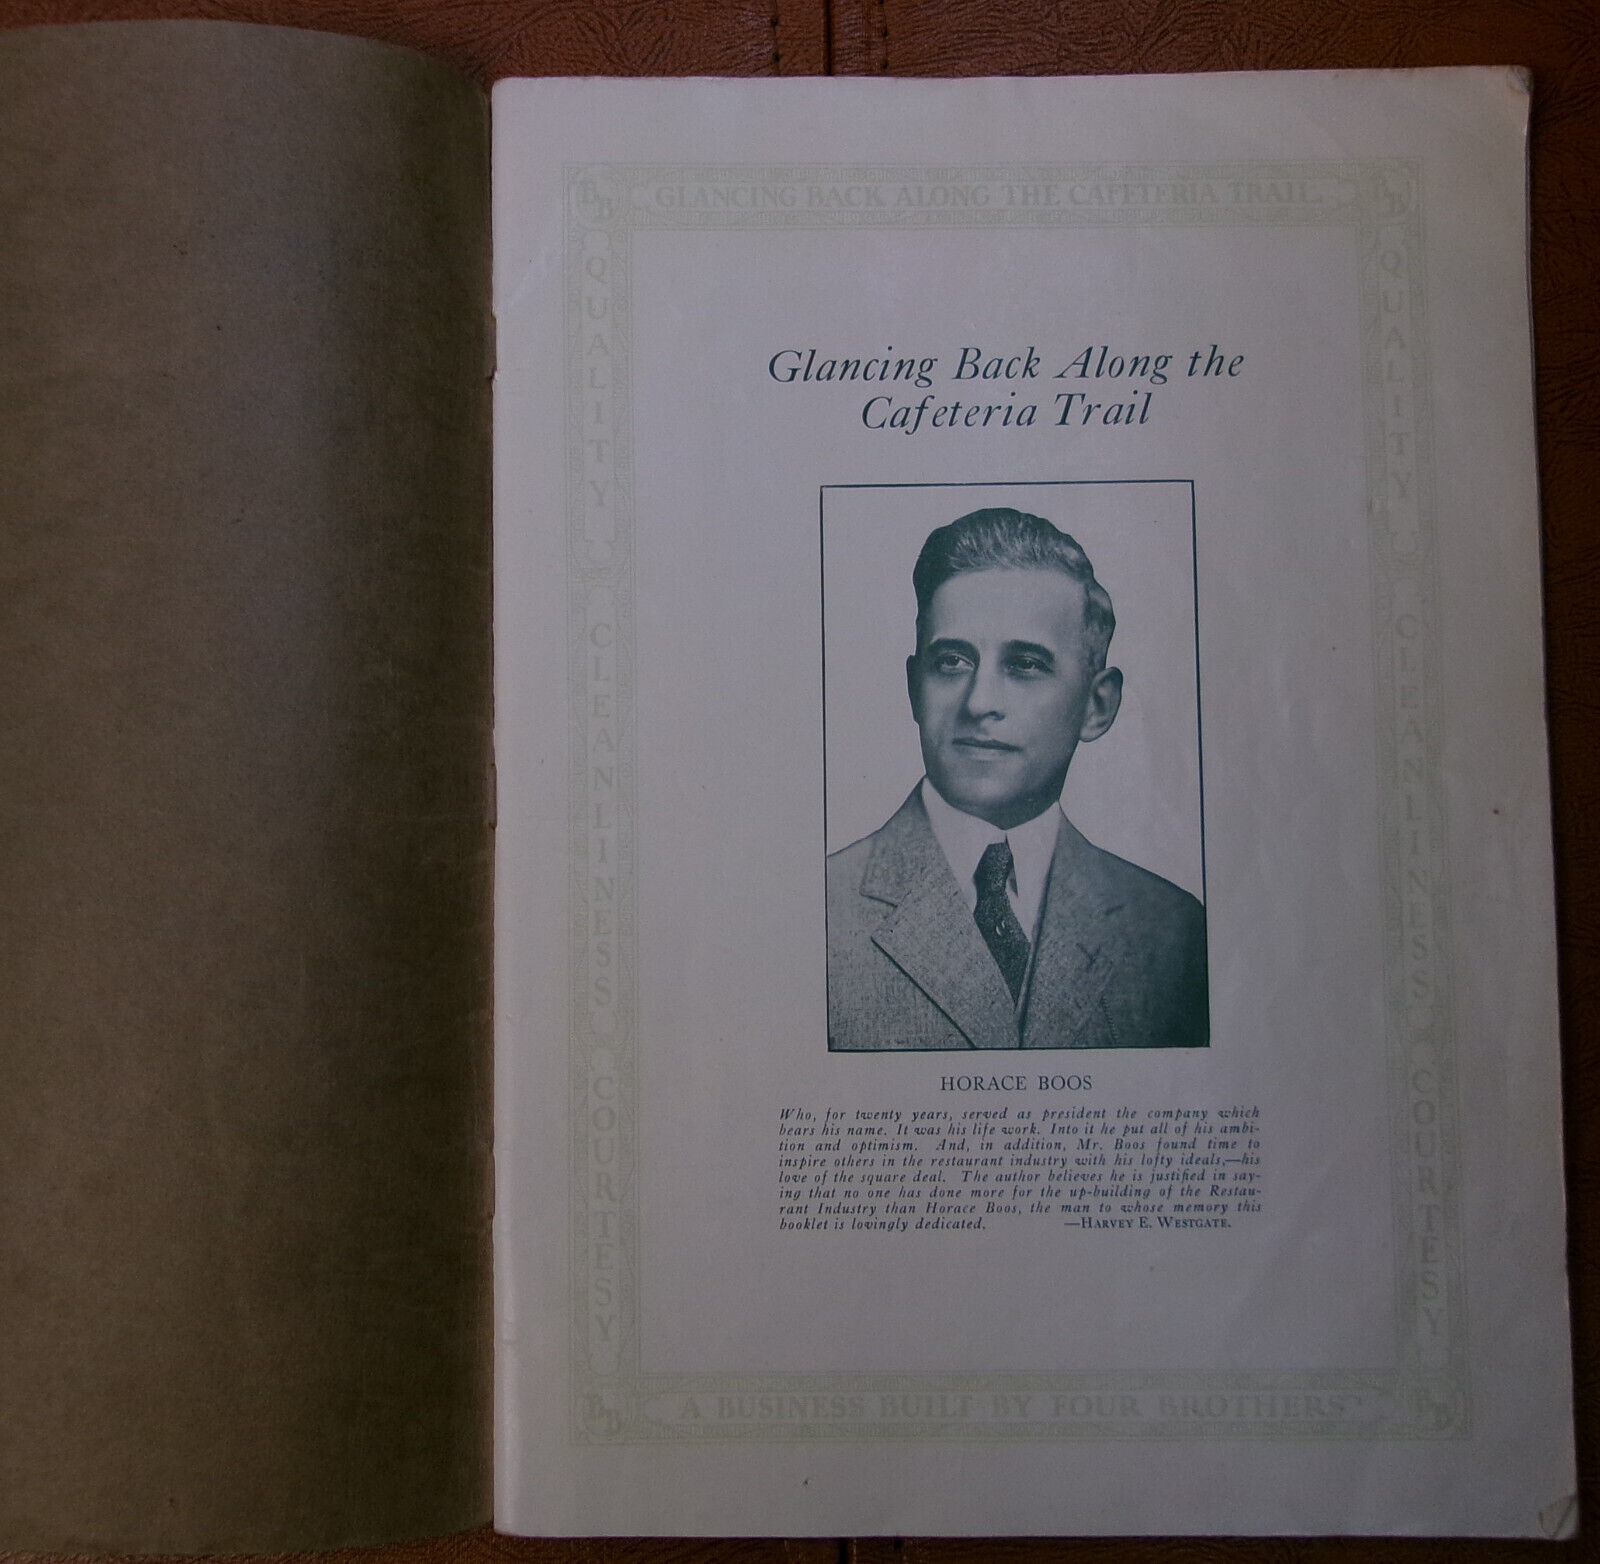 BB
GLANCING BACK ALONG THE CAFETERIA TRAIL
BB
QUALITY
CLEANLINESS
COURTESY
Glancing Back Along the
Cafeteria Trail
HORACE BOOS
Who, for twenty years, served as president the company which
bears his name. It was his life work. Into it he put all of his ambi-
tion and optimism. And, in addition, Mr. Boos found time to
inspire others in the restaurant industry with his lofty ideals,—his
love of the square deal. The author believes he is justified in say-
ing that no one has done more for the up-building of the Restau-
rant Industry than Horace Boos, the man to whose memory this
booklet is lovingly dedicated. —HARVEY E. WESTGATE.
QUALITY
CLEANLINESS
COURTESY
BB
A BUSINESS BUILT BY FOUR BROTHERS
BB